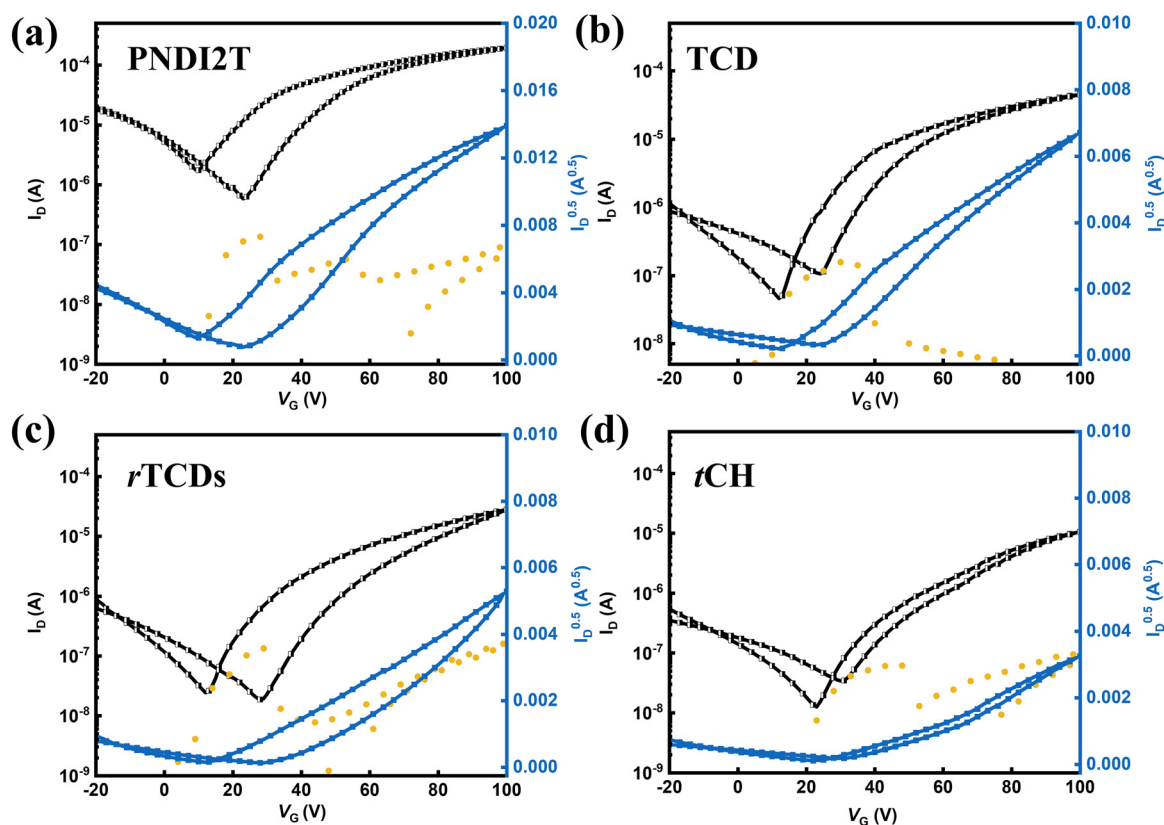 (a)
PNDI2T
10⁻⁴
10⁻⁵
10⁻⁶
10⁻⁷
10⁻⁸
10⁻⁹
I_D (A)
-20 0 20 40 60 80 100
V_G (V)
0.020
0.016
0.012
0.008
0.004
0.000
I_D^0.5 (A^0.5)
(b)
TCD
10⁻⁴
10⁻⁵
10⁻⁶
10⁻⁷
10⁻⁸
I_D (A)
-20 0 20 40 60 80 100
V_G (V)
0.010
0.008
0.006
0.004
0.002
0.000
I_D^0.5 (A^0.5)
(c)
rTCDs
10⁻⁴
10⁻⁵
10⁻⁶
10⁻⁷
10⁻⁸
10⁻⁹
I_D (A)
-20 0 20 40 60 80 100
V_G (V)
0.010
0.008
0.006
0.004
0.002
0.000
I_D^0.5 (A^0.5)
(d)
tCH
10⁻⁴
10⁻⁵
10⁻⁶
10⁻⁷
10⁻⁸
10⁻⁹
I_D (A)
-20 0 20 40 60 80 100
V_G (V)
0.010
0.008
0.006
0.004
0.002
0.000
I_D^0.5 (A^0.5)